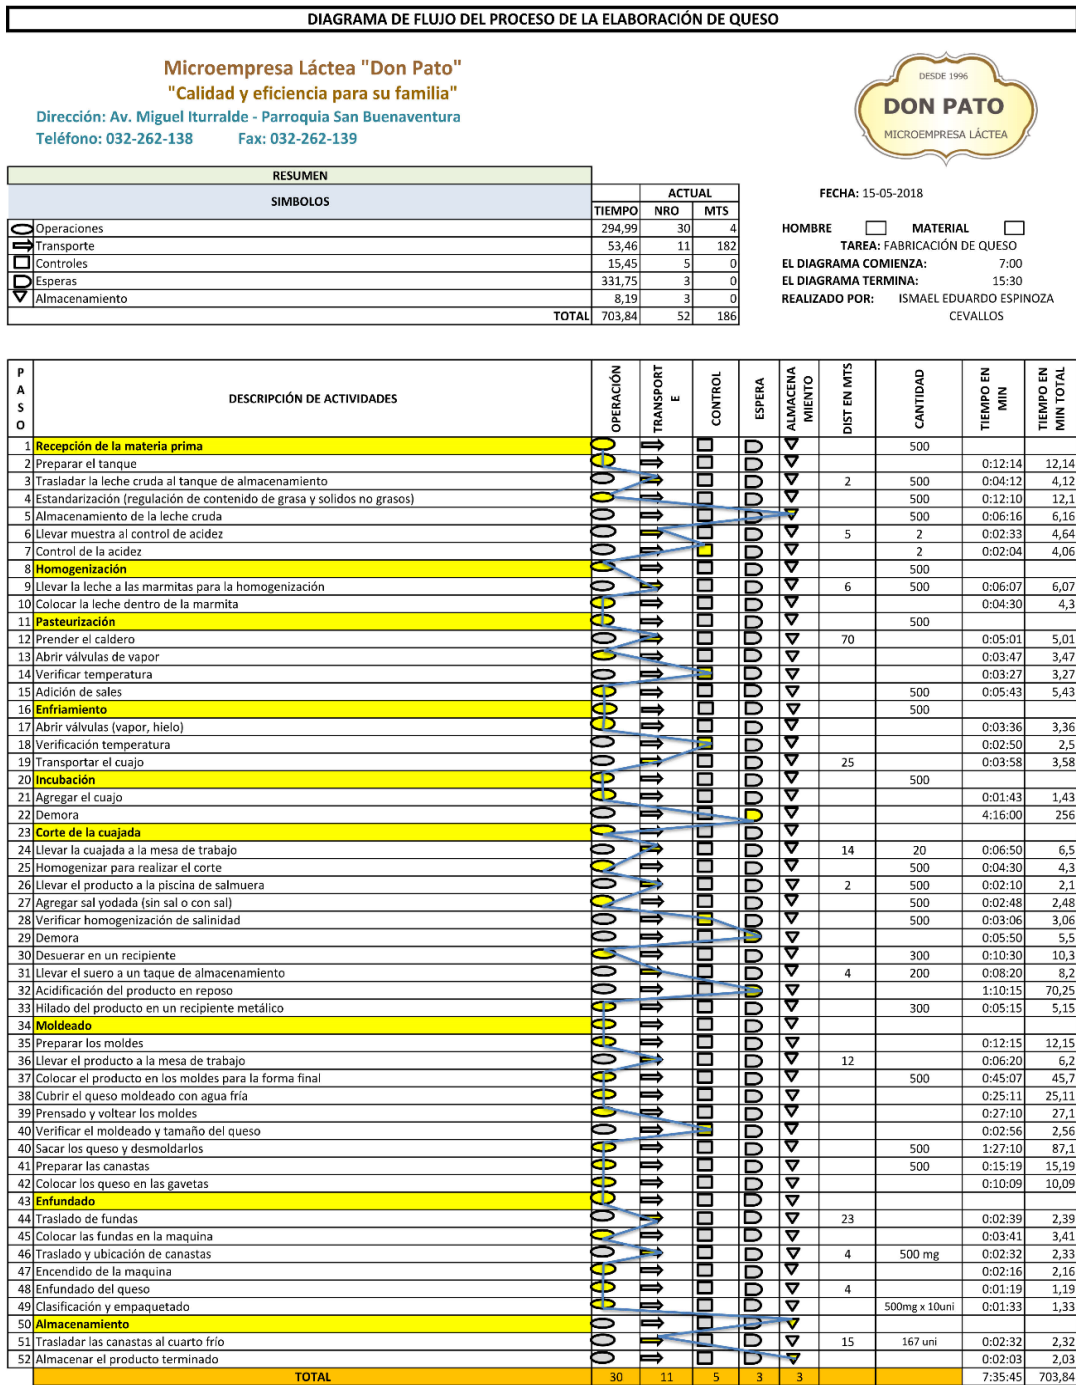 DIAGRAMA DE FLUJO DEL PROCESO DE LA ELABORACIÓN DE QUESO
Microempresa Láctea "Don Pato"
"Calidad y eficiencia para su familia"
Dirección: Av. Miguel Iturralde - Parroquia San Buenaventura
Teléfono: 032-262-138 Fax: 032-262-139
DESDE 1996
DON PATO
MICROEMPRESA LÁCTEA
RESUMEN
SIMBOLOS ACTUAL
TIEMPO NRO MTS
Operaciones 294,99 30 4
Transporte 53,46 11 182
Controles 15,45 5 0
Esperas 331,75 3 0
Almacenamiento 8,19 3 0
TOTAL 703,84 52 186
FECHA: 15-05-2018
HOMBRE MATERIAL
TAREA: FABRICACIÓN DE QUESO
EL DIAGRAMA COMIENZA: 7:00
EL DIAGRAMA TERMINA: 15:30
REALIZADO POR: ISMAEL EDUARDO ESPINOZA
CEVALLOS
PASO DESCRIPCIÓN DE ACTIVIDADES OPERACIÓN TRANSPORTE CONTROL ESPERA ALMACENAMIENTO DIST EN MTS CANTIDAD TIEMPO EN MIN TIEMPO EN MIN TOTAL
1 Recepción de la materia prima 500
2 Preparar el tanque 0:12:14 12,14
3 Trasladar la leche cruda al tanque de almacenamiento 2 500 0:04:12 4,12
4 Estandarización (regulación de contenido de grasa y solidos no grasos) 500 0:12:10 12,1
5 Almacenamiento de la leche cruda 500 0:06:16 6,16
6 Llevar muestra al control de acidez 5 2 0:02:33 4,64
7 Control de la acidez 2 0:02:04 4,06
8 Homogenización 500
9 Llevar la leche a las marmitas para la homogenización 6 500 0:06:07 6,07
10 Colocar la leche dentro de la marmita 0:04:30 4,3
11 Pasteurización 500
12 Prender el caldero 70 0:05:01 5,01
13 Abrir válvulas de vapor 0:03:47 3,47
14 Verificar temperatura 0:03:27 3,27
15 Adición de sales 500 0:05:43 5,43
16 Enfriamiento 500
17 Abrir válvulas (vapor, hielo) 0:03:36 3,36
18 Verificación temperatura 0:02:50 2,5
19 Transportar el cuajo 25 0:03:58 3,58
20 Incubación 500
21 Agregar el cuajo 0:01:43 1,43
22 Demora 4:16:00 256
23 Corte de la cuajada
24 Llevar la cuajada a la mesa de trabajo 14 20 0:06:50 6,5
25 Homogenizar para realizar el corte 500 0:04:30 4,3
26 Llevar el producto a la piscina de salmuera 2 500 0:02:10 2,1
27 Agregar sal yodada (sin sal o con sal) 500 0:02:48 2,48
28 Verificar homogenización de salinidad 500 0:03:06 3,06
29 Demora 0:05:50 5,5
30 Desuerar en un recipiente 300 0:10:30 10,3
31 Llevar el suero a un taque de almacenamiento 4 200 0:08:20 8,2
32 Acidificación del producto en reposo 1:10:15 70,25
33 Hilado del producto en un recipiente metálico 300 0:05:15 5,15
34 Moldeado
35 Preparar los moldes 0:12:15 12,15
36 Llevar el producto a la mesa de trabajo 12 0:06:20 6,2
37 Colocar el producto en los moldes para la forma final 500 0:45:07 45,7
38 Cubrir el queso moldeado con agua fría 0:25:11 25,11
39 Prensado y voltear los moldes 0:27:10 27,1
40 Verificar el moldeado y tamaño del queso 0:02:56 2,56
40 Sacar los queso y desmoldarlos 500 1:27:10 87,1
41 Preparar las canastas 500 0:15:19 15,19
42 Colocar los queso en las gavetas 0:10:09 10,09
43 Enfundado
44 Traslado de fundas 23 0:02:39 2,39
45 Colocar las fundas en la maquina 0:03:41 3,41
46 Traslado y ubicación de canastas 4 500 mg 0:02:32 2,33
47 Encendido de la maquina 0:02:16 2,16
48 Enfundado del queso 4 0:01:19 1,19
49 Clasificación y empaquetado 500mg x 10uni 0:01:33 1,33
50 Almacenamiento
51 Trasladar las canastas al cuarto frío 15 167 uni 0:02:32 2,32
52 Almacenar el producto terminado 0:02:03 2,03
TOTAL 30 11 5 3 3 7:35:45 703,84